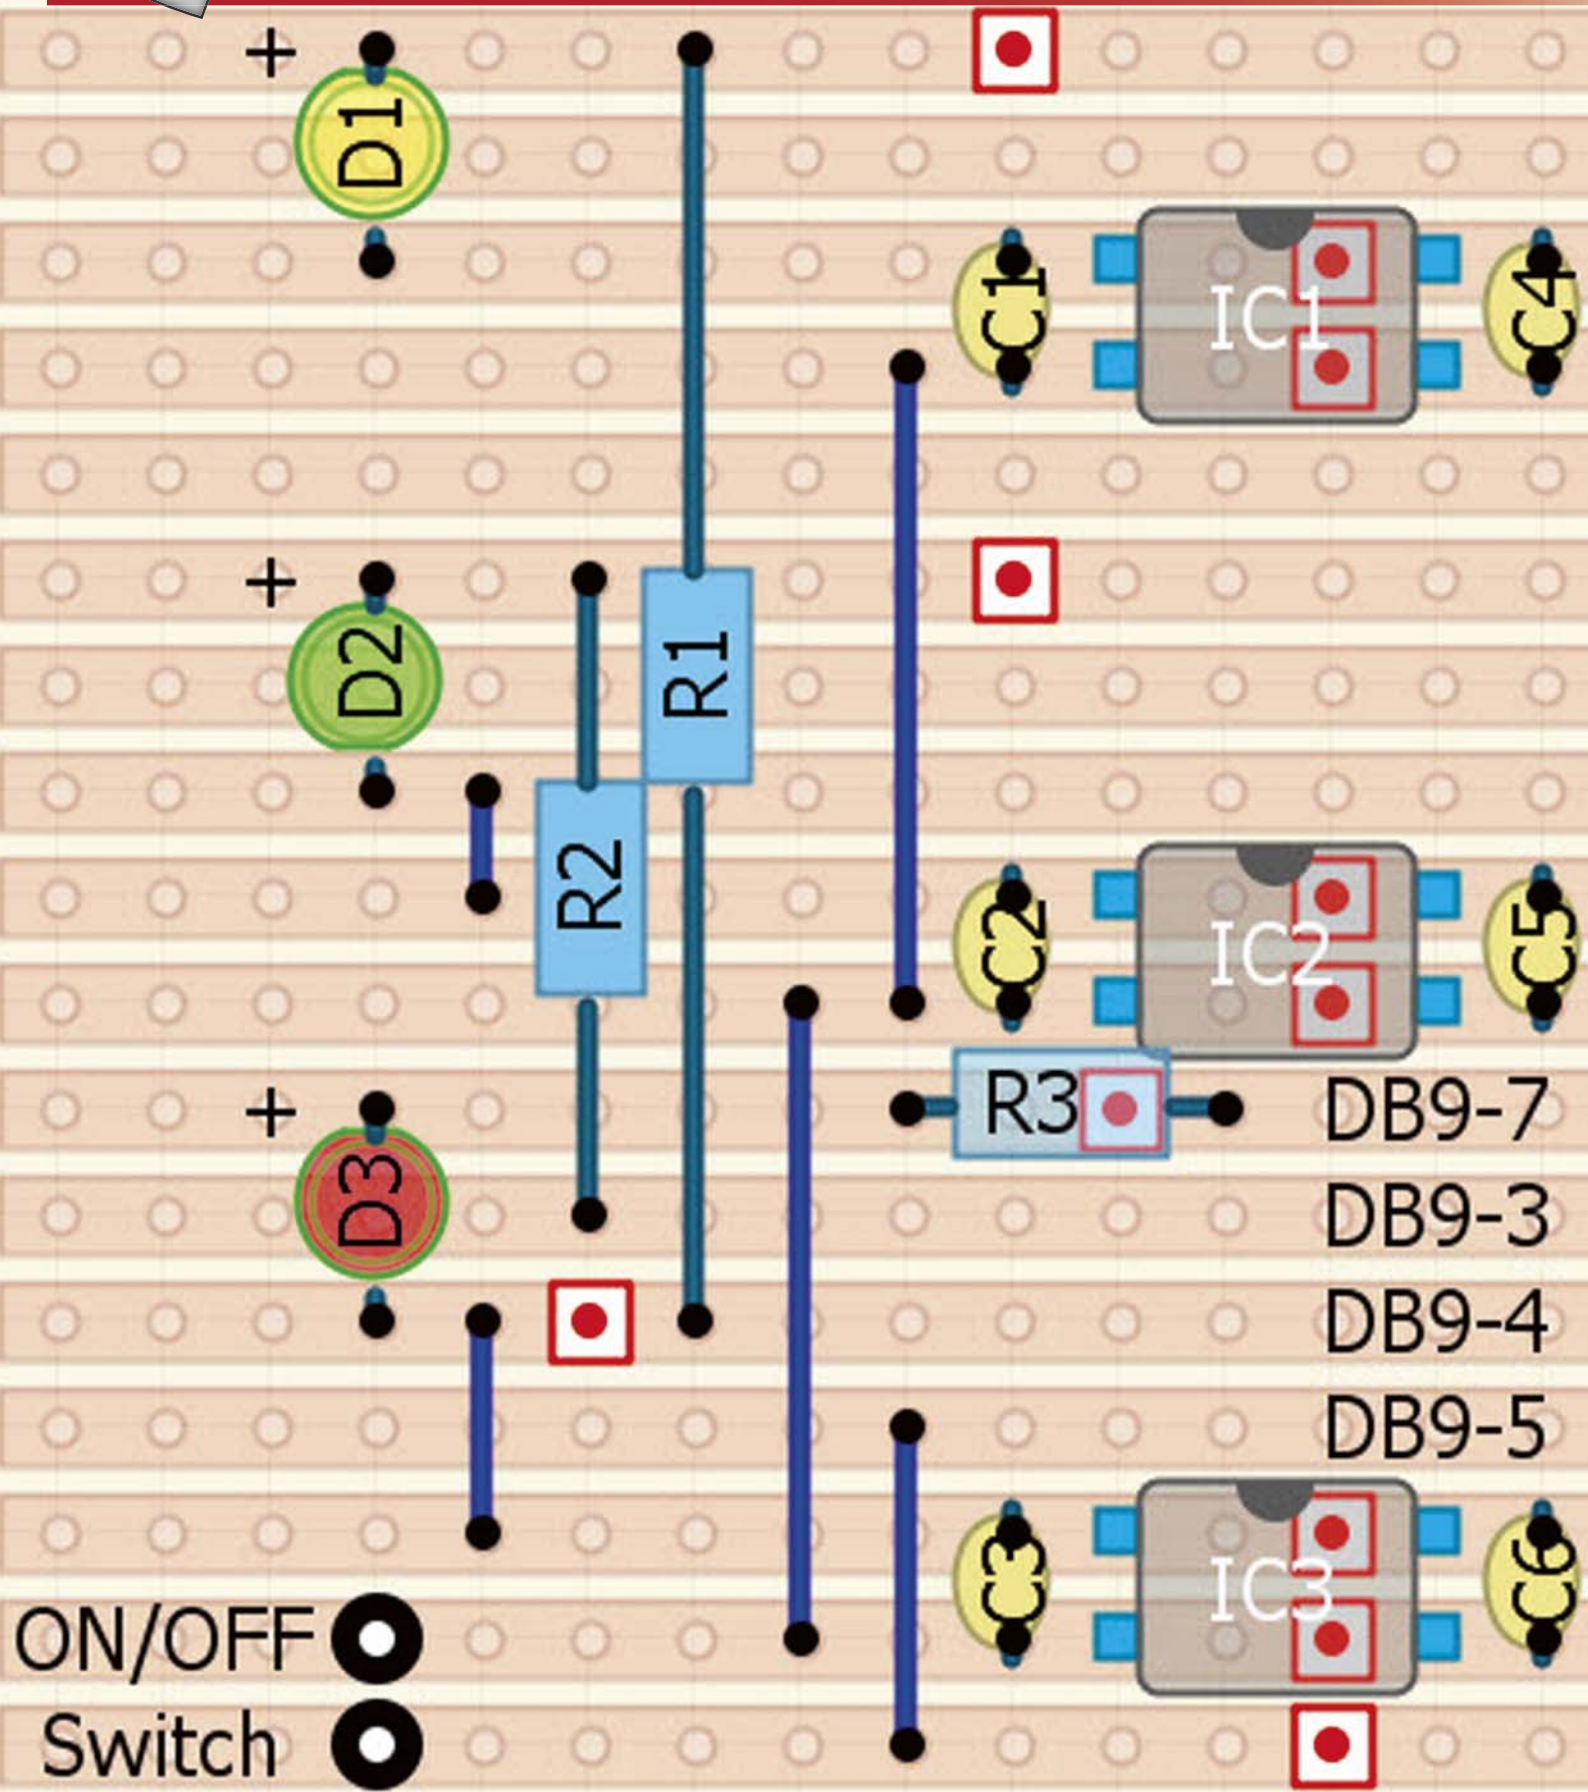 +
D1
C1
IC1
C4
+
D2
R1
R2
C2
IC2
C5
+
R3
DB9-7
D3
DB9-3
DB9-4
DB9-5
C3
IC3
C6
ON/OFF
Switch